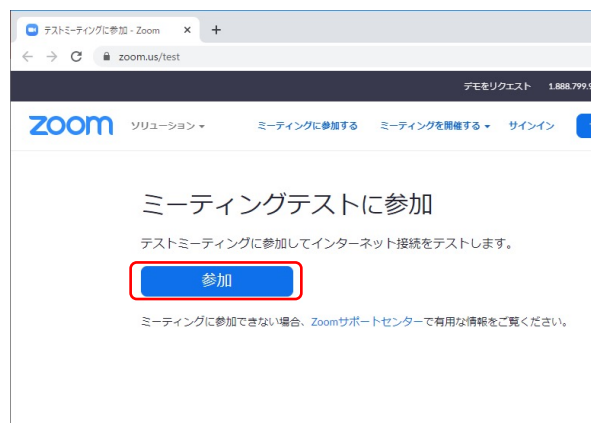 テストミーティングに参加 - Zoom
zoom.us/test
デモをリクエスト 1.888.799.9
zoom ソリューション ミーティングに参加する ミーティングを開催する サインイン
ミーティングテストに参加
テストミーティングに参加してインターネット接続をテストします。
参加
ミーティングに参加できない場合、Zoomサポートセンターで有用な情報をご覧ください。